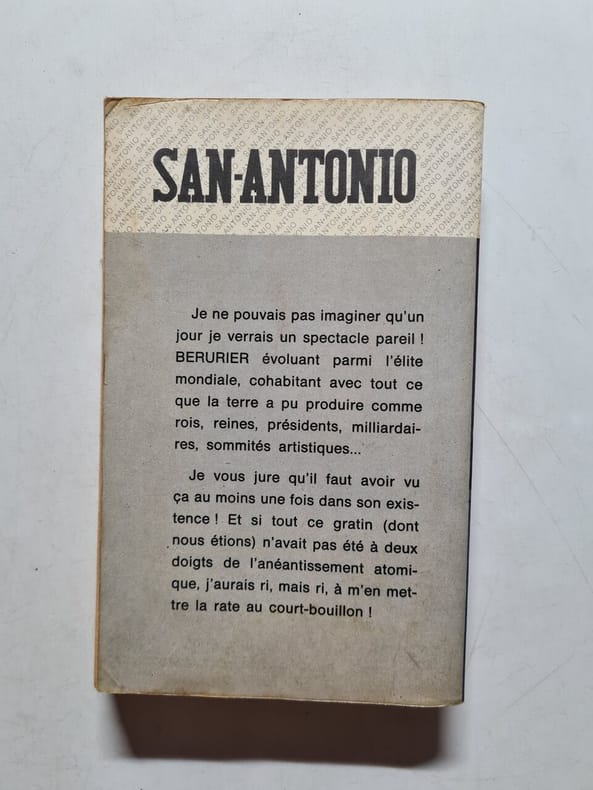 SAN-ANTONIO
Je ne pouvais pas imaginer qu'un
jour je verrais un spectacle pareil !
BERURIER évoluant parmi l'élite
mondiale, cohabitant avec tout ce
que la terre a pu produire comme
rois, reines, présidents, milliardai-
res, sommités artistiques...
Je vous jure qu'il faut avoir vu
ça au moins une fois dans son exis-
tence ! Et si tout ce gratin (dont
nous étions) n'avait pas été à deux
doigts de l'anéantissement atomi-
que, j'aurais ri, mais ri, à m'en met-
tre la rate au court-bouillon !